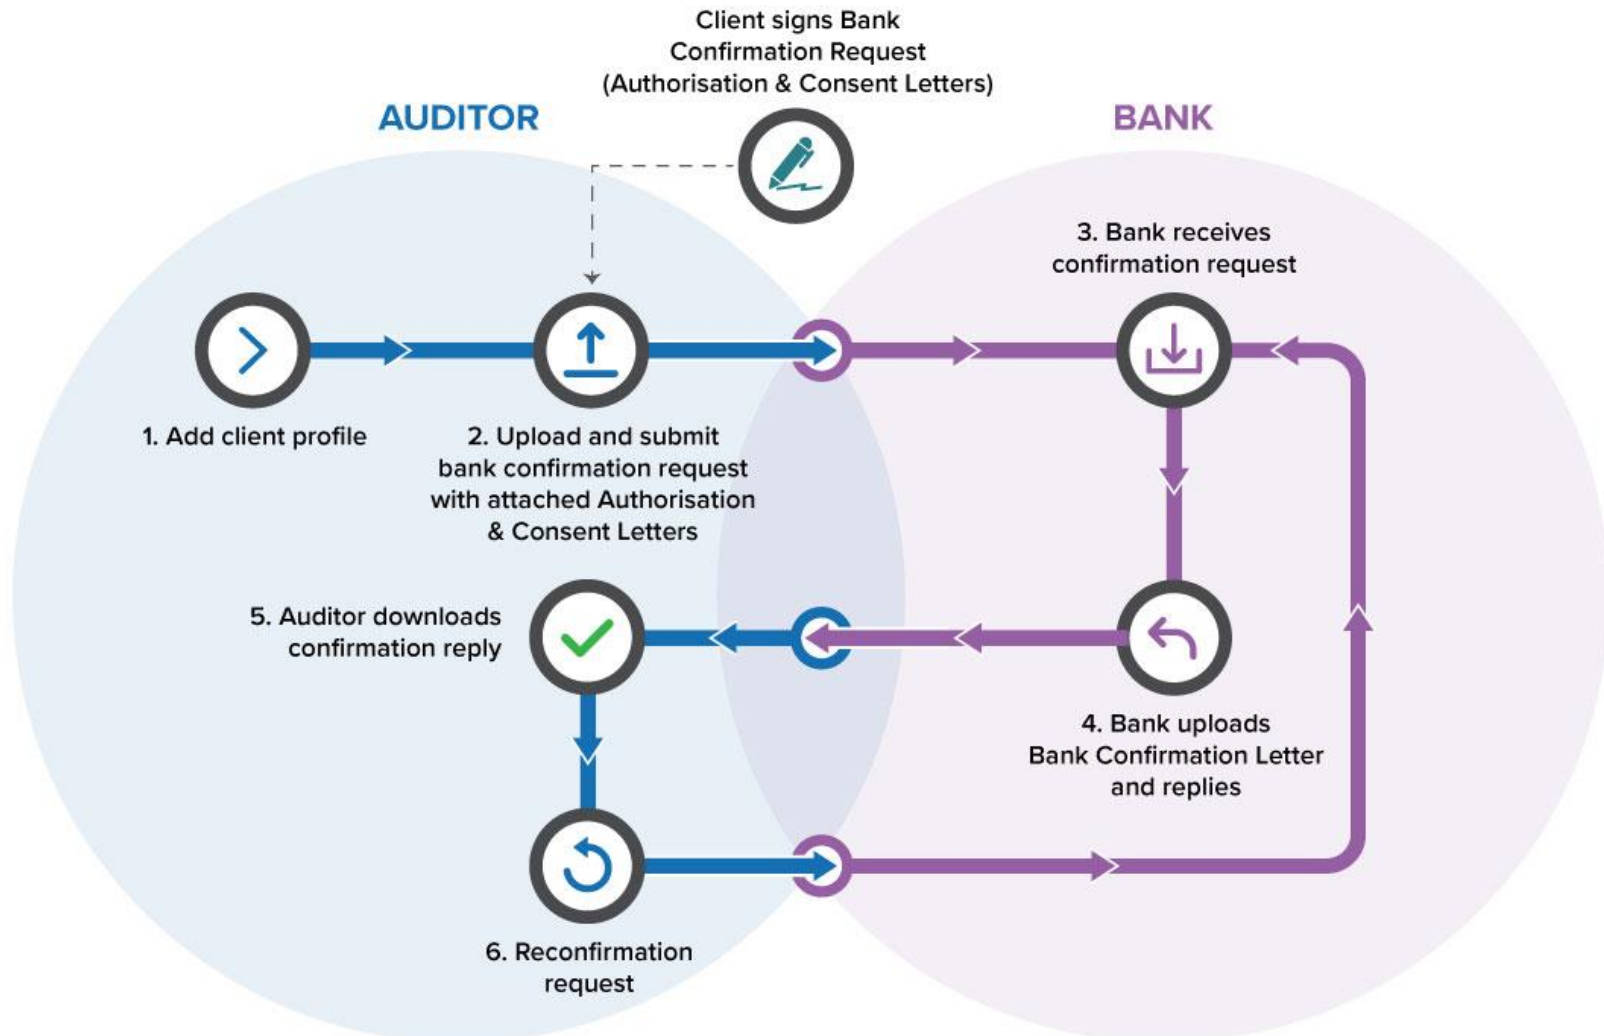 Client signs Bank
Confirmation Request
(Authorisation & Consent Letters)
AUDITOR
BANK
3. Bank receives
confirmation request
1. Add client profile
2. Upload and submit
bank confirmation request
with attached Authorisation
& Consent Letters
5. Auditor downloads
confirmation reply
4. Bank uploads
Bank Confirmation Letter
and replies
6. Reconfirmation
request